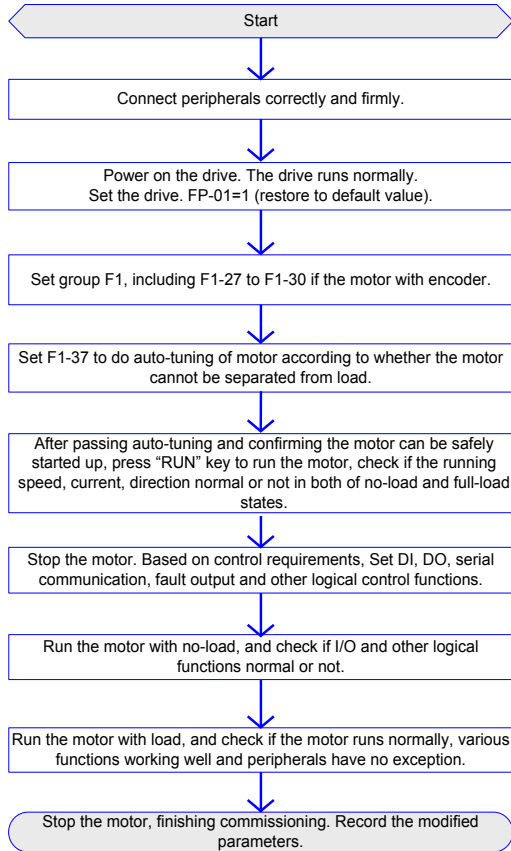 Start
Connect peripherals correctly and firmly.
Power on the drive. The drive runs normally.
Set the drive. FP-01=1 (restore to default value).
Set group F1, including F1-27 to F1-30 if the motor with encoder.
Set F1-37 to do auto-tuning of motor according to whether the motor
cannot be separated from load.
After passing auto-tuning and confirming the motor can be safely
started up, press “RUN” key to run the motor, check if the running
speed, current, direction normal or not in both of no-load and full-load
states.
Stop the motor. Based on control requirements, Set DI, DO, serial
communication, fault output and other logical control functions.
Run the motor with no-load, and check if I/O and other logical
functions normal or not.
Run the motor with load, and check if the motor runs normally, various
functions working well and peripherals have no exception.
Stop the motor, finishing commissioning. Record the modified
parameters.